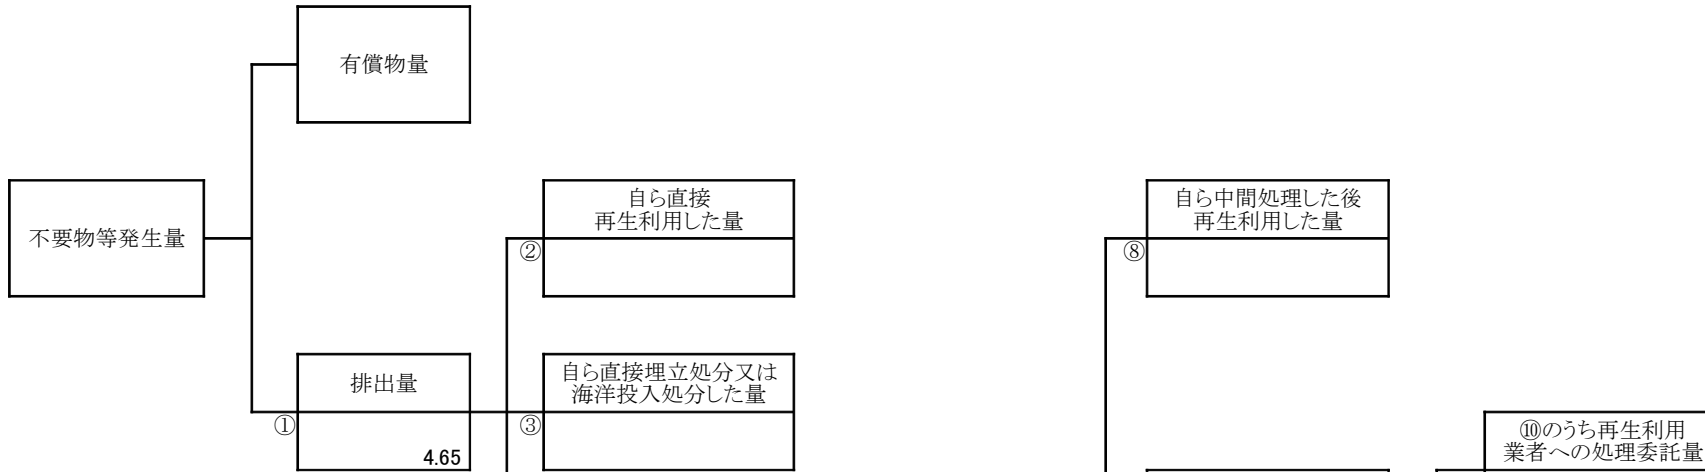 有償物量
不要物等発生量
自ら直接
再生利用した量
②
自ら中間処理した後
再生利用した量
⑧
排出量
①
4.65
自ら直接埋立処分又は
海洋投入処分した量
③
⑩のうち再生利用
業者への処理委託量